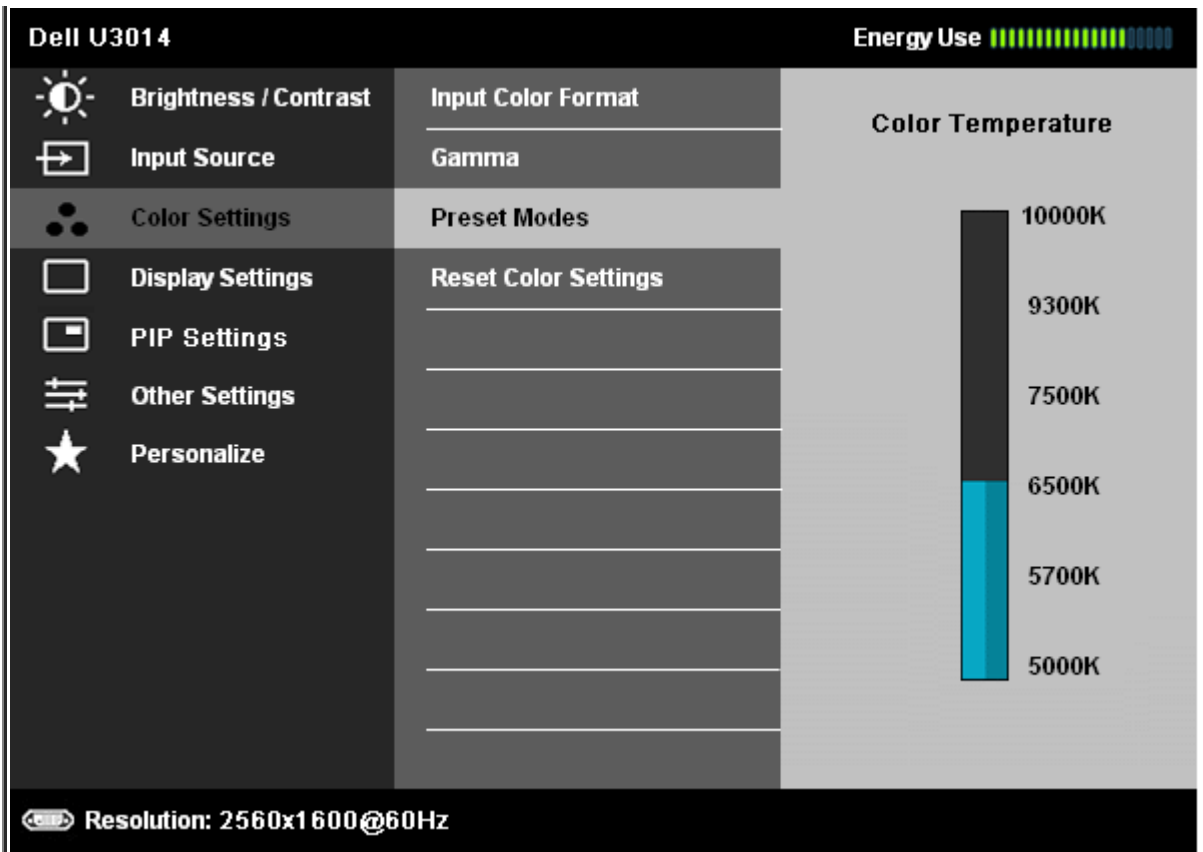 Dell U3014
Energy Use
Brightness / Contrast
Input Source
Color Settings
Display Settings
PIP Settings
Other Settings
Personalize
Input Color Format
Gamma
Preset Modes
Reset Color Settings
Color Temperature
10000K
9300K
7500K
6500K
5700K
5000K
Resolution: 2560x1600@60Hz